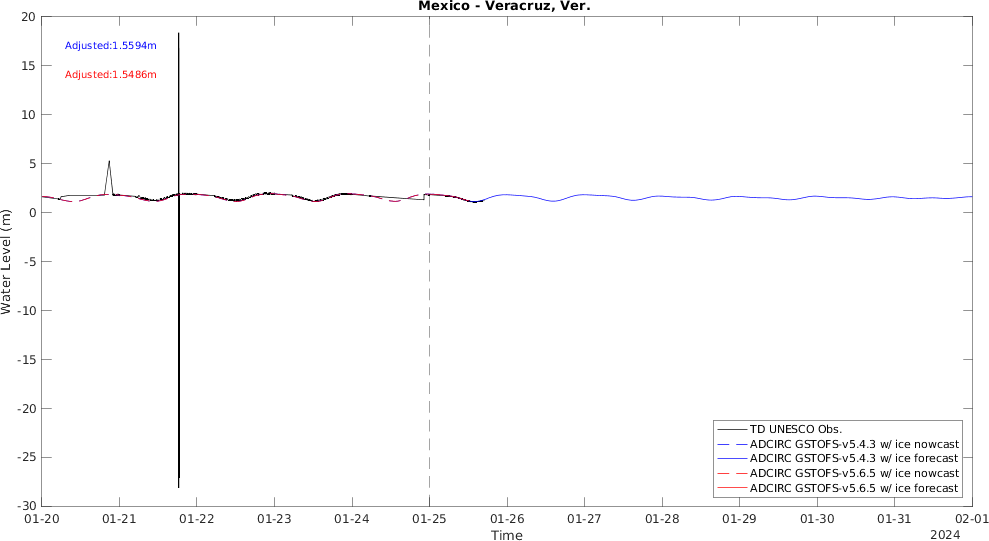 Mexico - Veracruz, Ver.
20
15
10
5
0
-5
-10
-15
-20
-25
-30
Water Level (m)
Adjusted:1.5594m
Adjusted:1.5486m
TD UNESCO Obs.
ADCIRC GSTOFS-v5.4.3 w/ ice nowcast
ADCIRC GSTOFS-v5.4.3 w/ ice forecast
ADCIRC GSTOFS-v5.6.5 w/ ice nowcast
ADCIRC GSTOFS-v5.6.5 w/ ice forecast
01-20 01-21 01-22 01-23 01-24 01-25 01-26 01-27 01-28 01-29 01-30 01-31 02-01
Time
2024